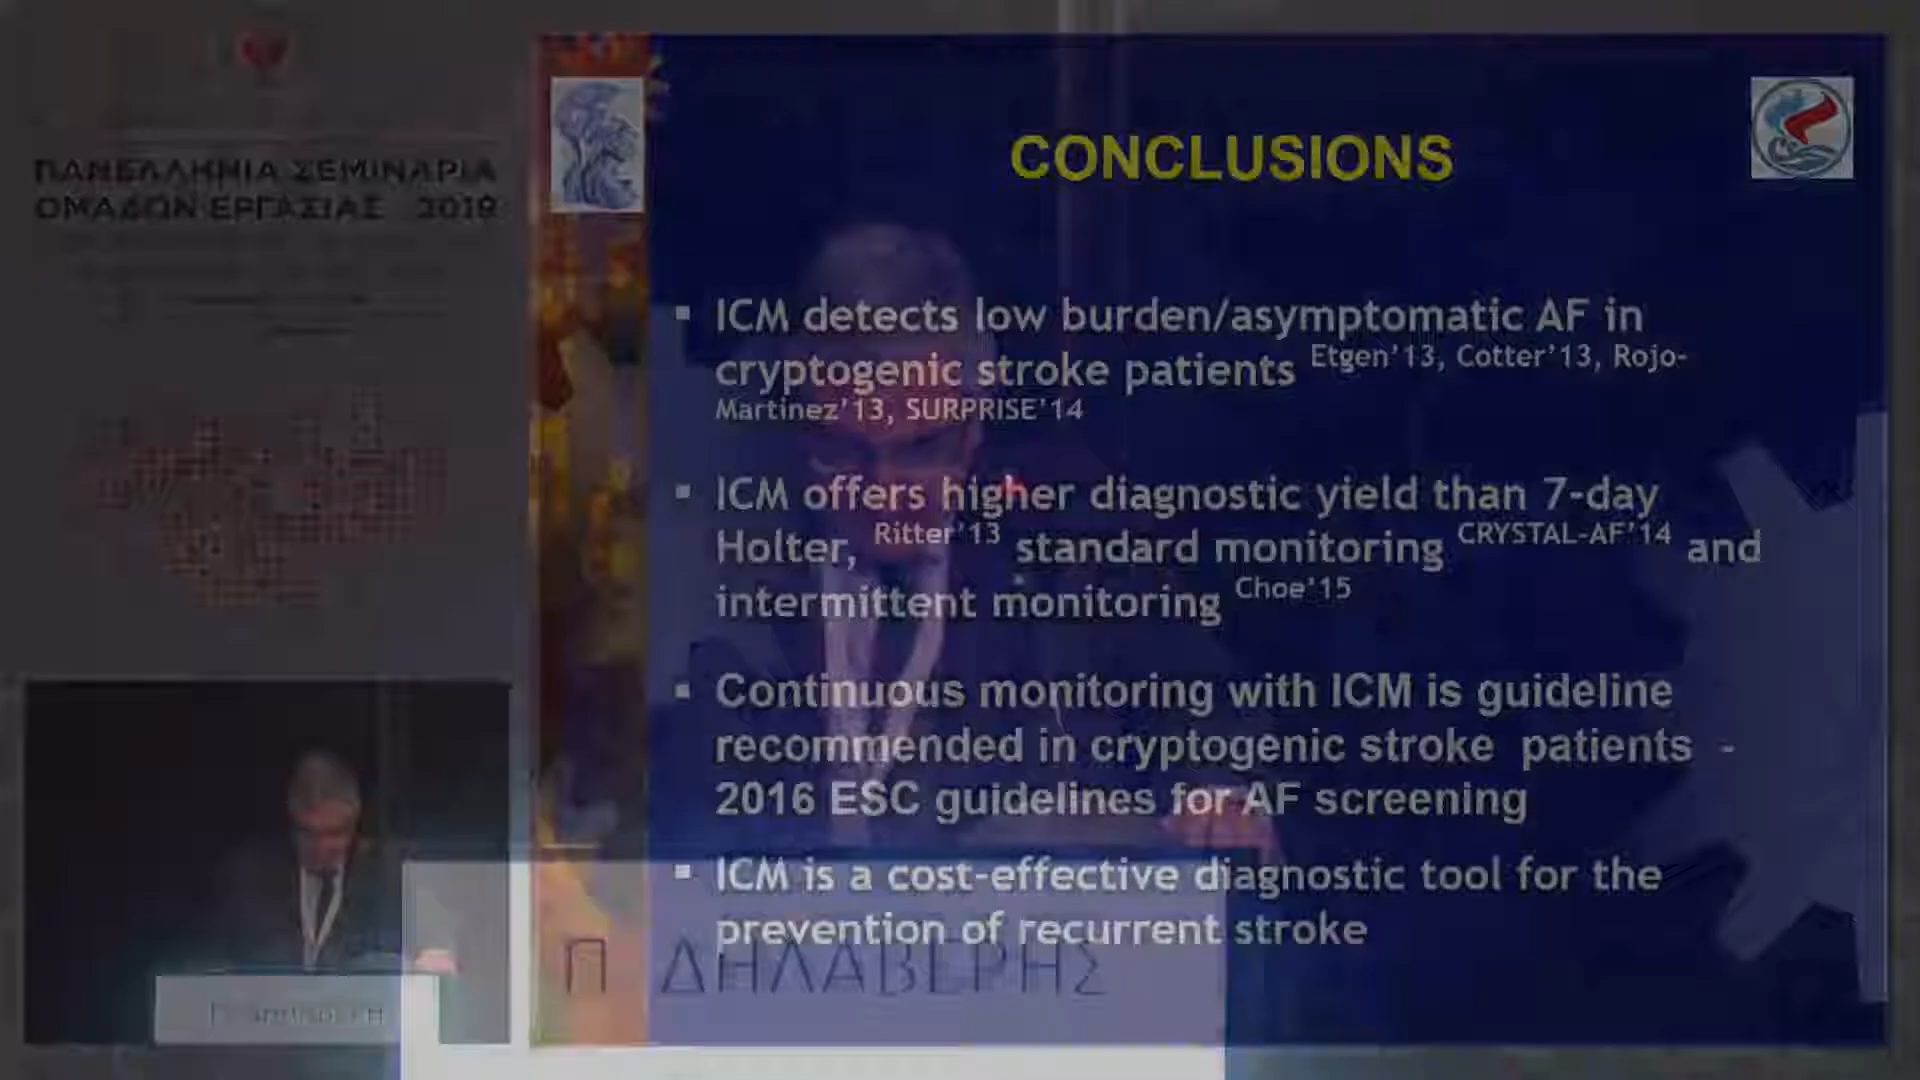 ΠΑΝΕΛΛΗΝΙΑ ΣΕΜΙΝΑΡΙΑ
ΟΜΑΔΩΝ ΕΡΓΑΣΙΑΣ 2019
CONCLUSIONS
▪ ICM detects low burden/asymptomatic AF in
cryptogenic stroke patients Etgen’13, Cotter’13, Rojo-
Martinez’13, SURPRISE’14
▪ ICM offers higher diagnostic yield than 7-day
Holter, Ritter’13 standard monitoring CRYSTAL-AF’14 and
intermittent monitoring Choe’15
▪ Continuous monitoring with ICM is guideline
recommended in cryptogenic stroke patients -
2016 ESC guidelines for AF screening
▪ ICM is a cost-effective diagnostic tool for the
prevention of recurrent stroke
Π ΔΗΛΑΒΕΡΗΣ